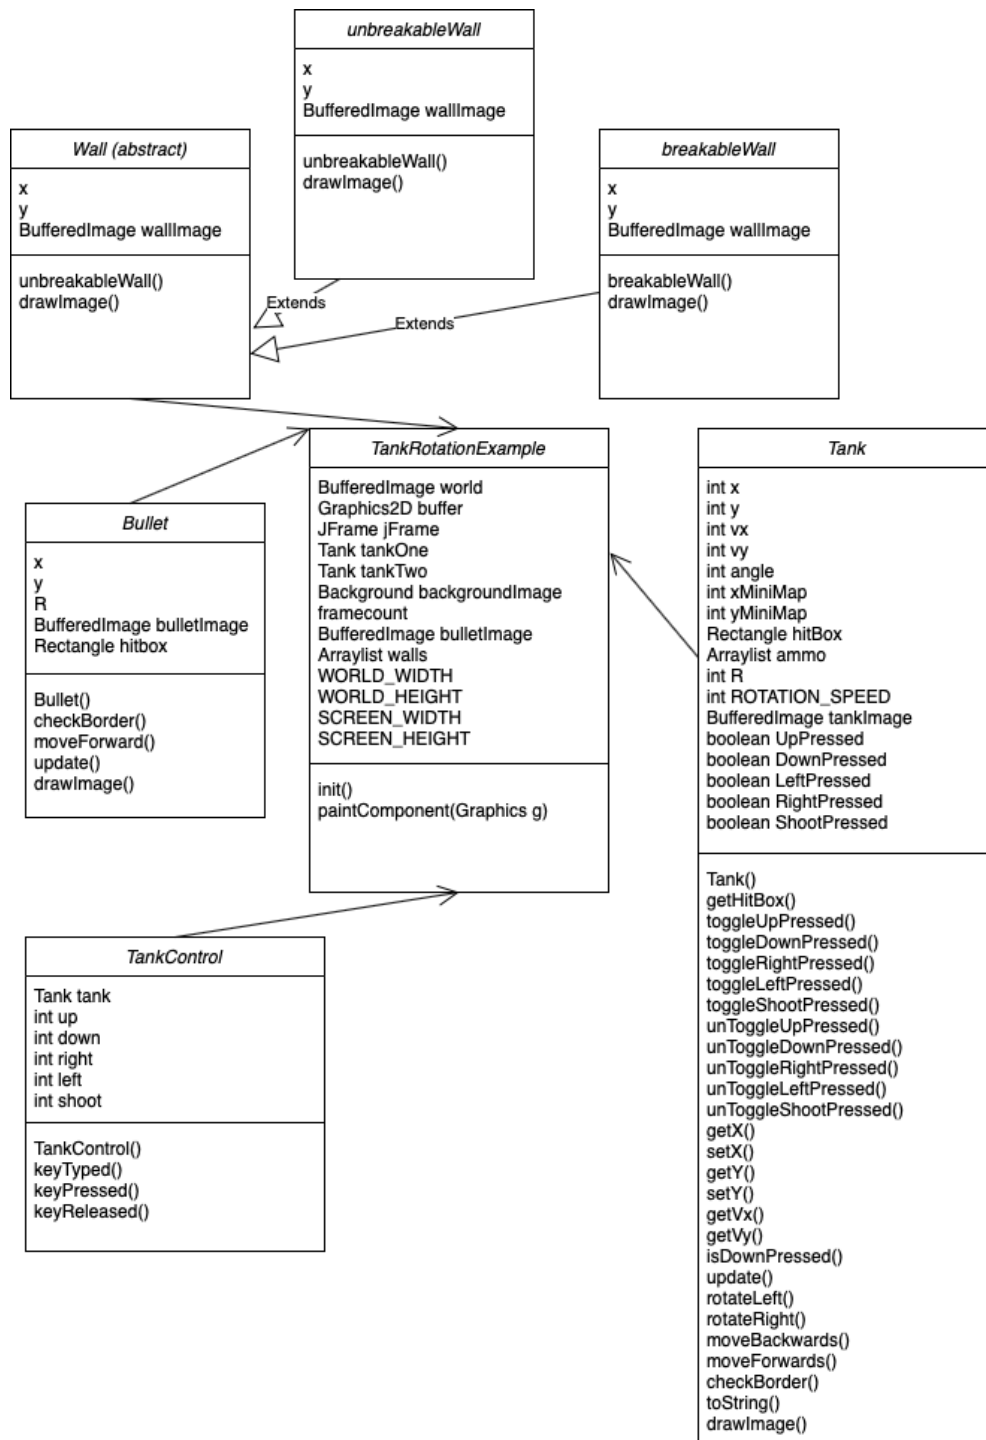 unbreakableWall
x
y
BufferedImage wallImage
unbreakableWall()
drawImage()
Wall (abstract)
x
y
BufferedImage wallImage
unbreakableWall()
drawImage()
breakableWall
x
y
BufferedImage wallImage
breakableWall()
drawImage()
Extends
Extends
TankRotationExample
BufferedImage world
Graphics2D buffer
JFrame jFrame
Tank tankOne
Tank tankTwo
Background backgroundImage
framecount
BufferedImage bulletImage
Arraylist walls
WORLD_WIDTH
WORLD_HEIGHT
SCREEN_WIDTH
SCREEN_HEIGHT
init()
paintComponent(Graphics g)
Bullet
x
y
R
BufferedImage bulletImage
Rectangle hitbox
Bullet()
checkBorder()
moveForward()
update()
drawImage()
Tank
int x
int y
int vx
int vy
int angle
int xMiniMap
int yMiniMap
Rectangle hitBox
Arraylist ammo
int R
int ROTATION_SPEED
BufferedImage tankImage
boolean UpPressed
boolean DownPressed
boolean LeftPressed
boolean RightPressed
boolean ShootPressed
Tank()
getHitBox()
toggleUpPressed()
toggleDownPressed()
toggleRightPressed()
toggleLeftPressed()
toggleShootPressed()
unToggleUpPressed()
unToggleDownPressed()
unToggleRightPressed()
unToggleLeftPressed()
unToggleShootPressed()
getX()
setX()
getY()
setY()
getVx()
getVy()
isDownPressed()
update()
rotateLeft()
rotateRight()
moveBackwards()
moveForwards()
checkBorder()
toString()
drawImage()
TankControl
Tank tank
int up
int down
int right
int left
int shoot
TankControl()
keyTyped()
keyPressed()
keyReleased()